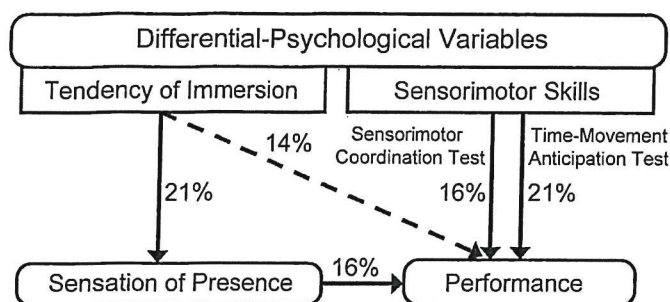 Differential-Psychological Variables
Tendency of Immersion
Sensorimotor Skills
14%
Sensorimotor
Coordination Test
Time-Movement
Anticipation Test
21%
16%
21%
Sensation of Presence
16%
Performance